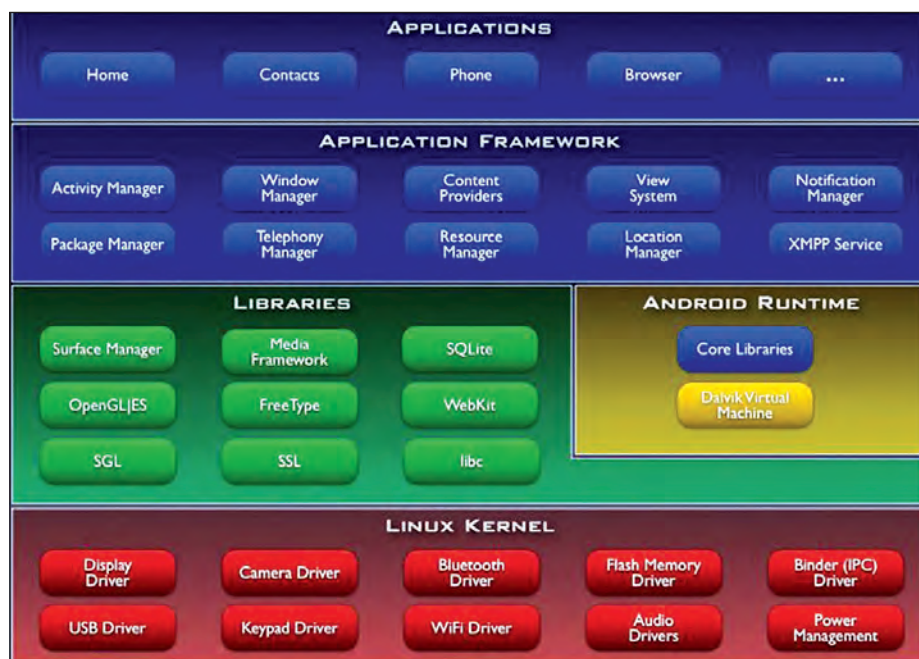 APPLICATIONS
Home
Contacts
Phone
Browser
...
APPLICATION FRAMEWORK
Activity Manager
Window
Manager
Content
Providers
View
System
Notification
Manager
Package Manager
Telephony
Manager
Resource
Manager
Location
Manager
XMPP Service
LIBRARIES
Surface Manager
Media
Framework
SQLite
OpenGL|ES
FreeType
WebKit
SGL
SSL
libc
ANDROID RUNTIME
Core Libraries
Dalvik Virtual
Machine
LINUX KERNEL
Display
Driver
Camera Driver
Bluetooth
Driver
Flash Memory
Driver
Binder (IPC)
Driver
USB Driver
Keypad Driver
WiFi Driver
Audio
Drivers
Power
Management